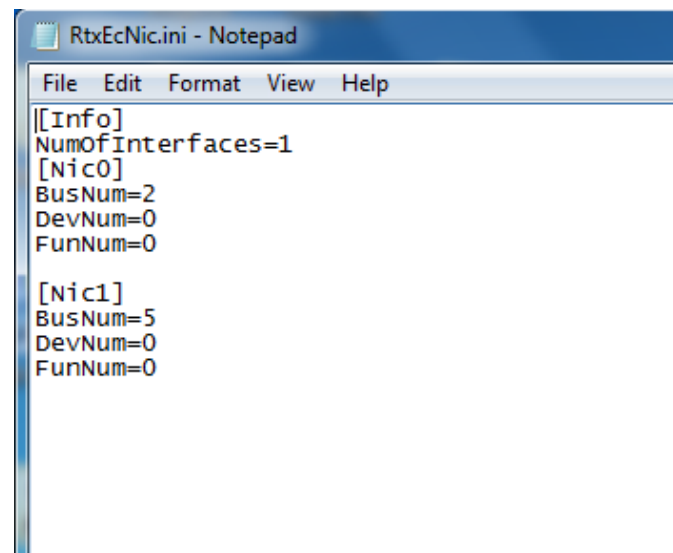 RtxEcNic.ini - Notepad
File Edit Format View Help
[Info]
NumOfInterfaces=1
[Nic0]
BusNum=2
DevNum=0
FunNum=0
[Nic1]
BusNum=5
DevNum=0
FunNum=0